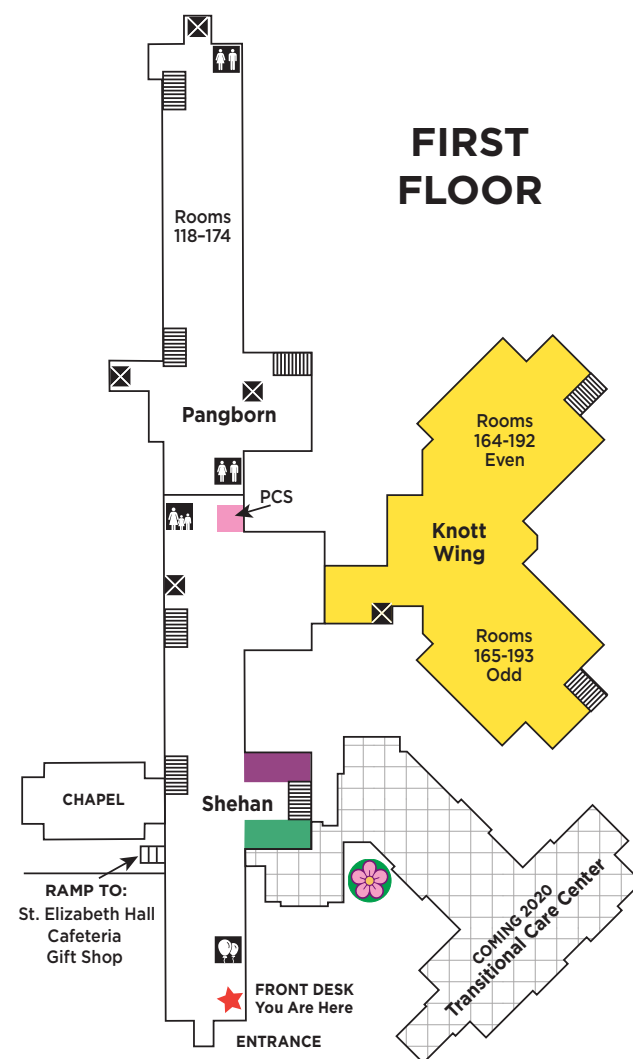 FIRST
FLOOR
Rooms
118–174
Pangborn
PCS
Rooms
164-192
Even
Knott
Wing
Rooms
165-193
Odd
CHAPEL
Shehan
RAMP TO:
St. Elizabeth Hall
Cafeteria
Gift Shop
COMING 2020
Transitional Care Center
FRONT DESK
You Are Here
ENTRANCE